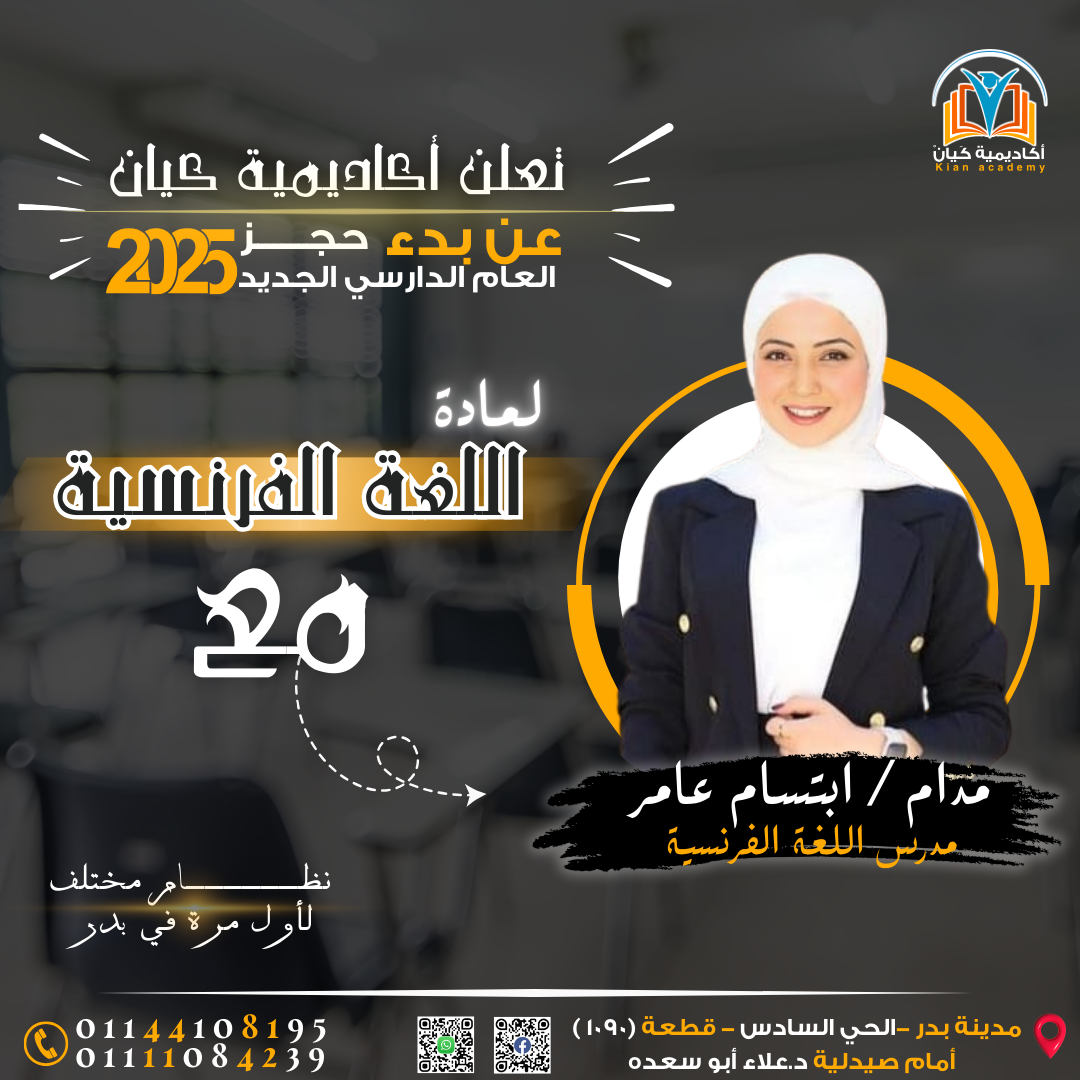 أكاديمية كيان
Kian academy
تعلن أكاديمية كيان
عن بدء حجز
العام الدارسي الجديد 2025
لمادة
اللغة الفرنسية
مع
مدام / ابتسام عامر
مدرس اللغة الفرنسية
نظام مختلف
لأول مرة في بدر
مدينة بدر - الحي السادس - قطعة (١٠٩٠)
أمام صيدلية د.علاء أبو سعده
01144108195
01111084239